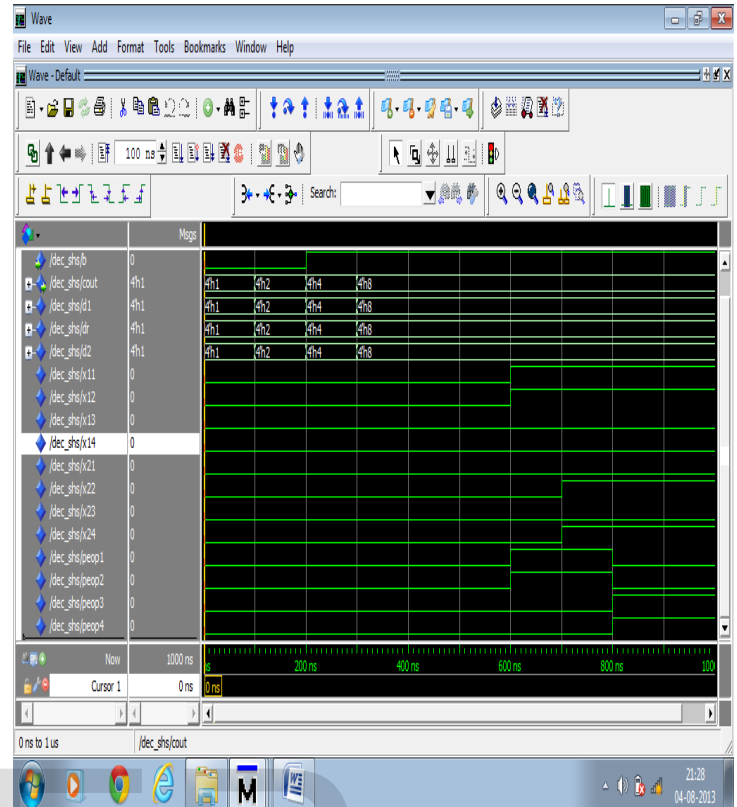 Wave
File Edit View Add Format Tools Bookmarks Window Help
Wave - Default
100 ns
Search:
Msgs
/dec_shs/b 0
/dec_shs/cout 4'h1 4'h1 4'h2 4'h4 4'h8
/dec_shs/d1 4'h1 4'h1 4'h2 4'h4 4'h8
/dec_shs/dr 4'h1 4'h1 4'h2 4'h4 4'h8
/dec_shs/d2 4'h1 4'h1 4'h2 4'h4 4'h8
/dec_shs/x11 0
/dec_shs/x12 0
/dec_shs/x13 0
/dec_shs/x14 0
/dec_shs/x21 0
/dec_shs/x22 0
/dec_shs/x23 0
/dec_shs/x24 0
/dec_shs/peop1 0
/dec_shs/peop2 0
/dec_shs/peop3 0
/dec_shs/peop4 0
Now 1000 ns ns 200 ns 400 ns 600 ns 800 ns 100
Cursor 1 0 ns 0 ns
0 ns to 1 us /dec_shs/cout
M W
21:28
04-08-2013